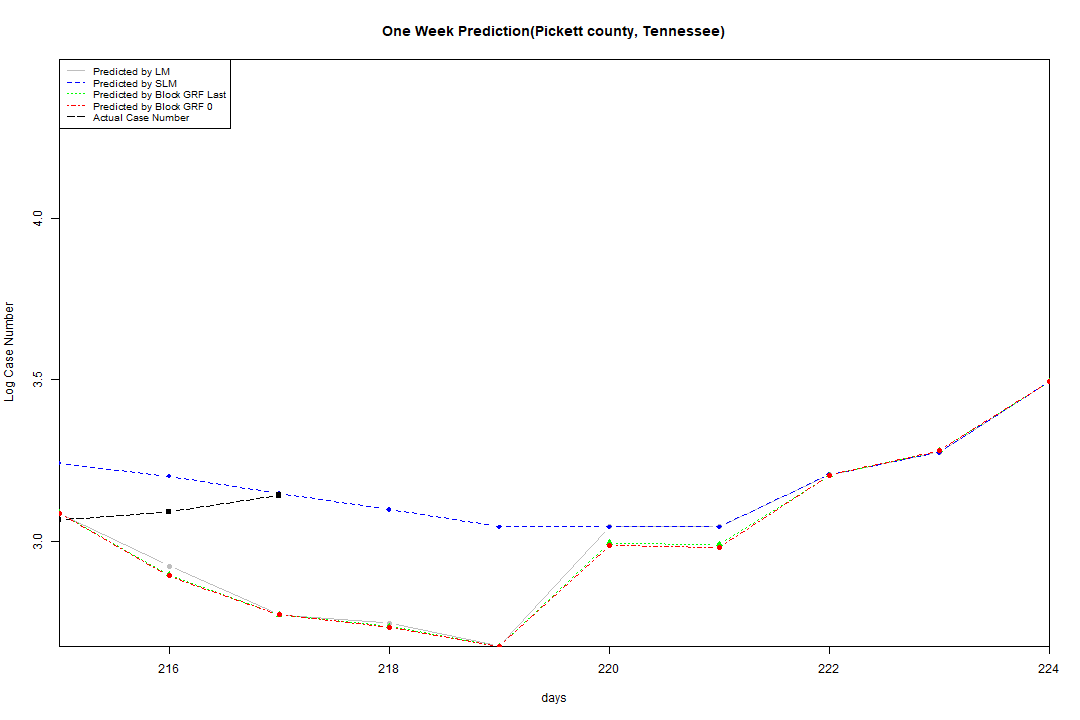 One Week Prediction(Pickett county, Tennessee)
Predicted by LM
Predicted by SLM
Predicted by Block GRF Last
Predicted by Block GRF 0
Actual Case Number
Log Case Number
4.0
3.5
3.0
216 218 220 222 224
days